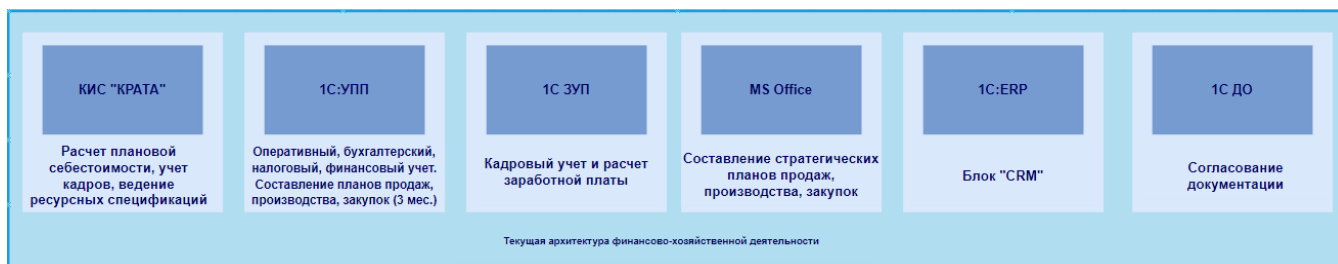 КИС "КРАТА"
Расчет плановой
себестоимости, учет
кадров, ведение
ресурсных спецификаций
1С:УПП
Оперативный, бухгалтерский,
налоговый, финансовый учет.
Составление планов продаж,
производства, закупок (3 мес.)
1С ЗУП
Кадровый учет и расчет
заработной платы
MS Office
Составление стратегических
планов продаж,
производства, закупок
1С:ERP
Блок "CRM"
1С ДО
Согласование
документации
Текущая архитектура финансово-хозяйственной деятельности